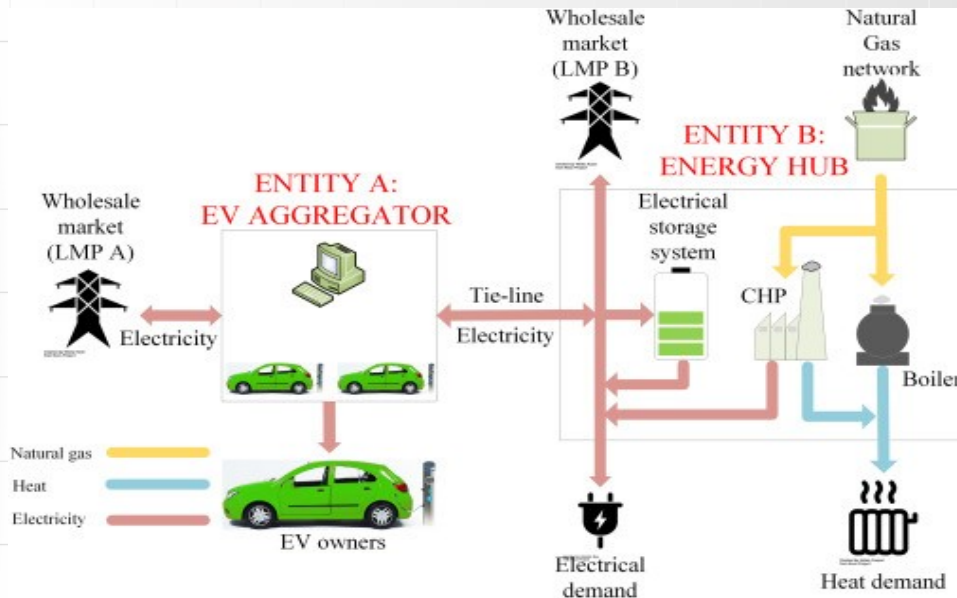 Wholesale
market
(LMP B)
Natural
Gas
network
ENTITY B:
ENERGY HUB
ENTITY A:
EV AGGREGATOR
Wholesale
market
(LMP A)
Electrical
storage
system
Tie-line
CHP
Electricity
Electricity
Boiler
Natural gas
Heat
Electricity
EV owners
Electrical
demand
Heat demand